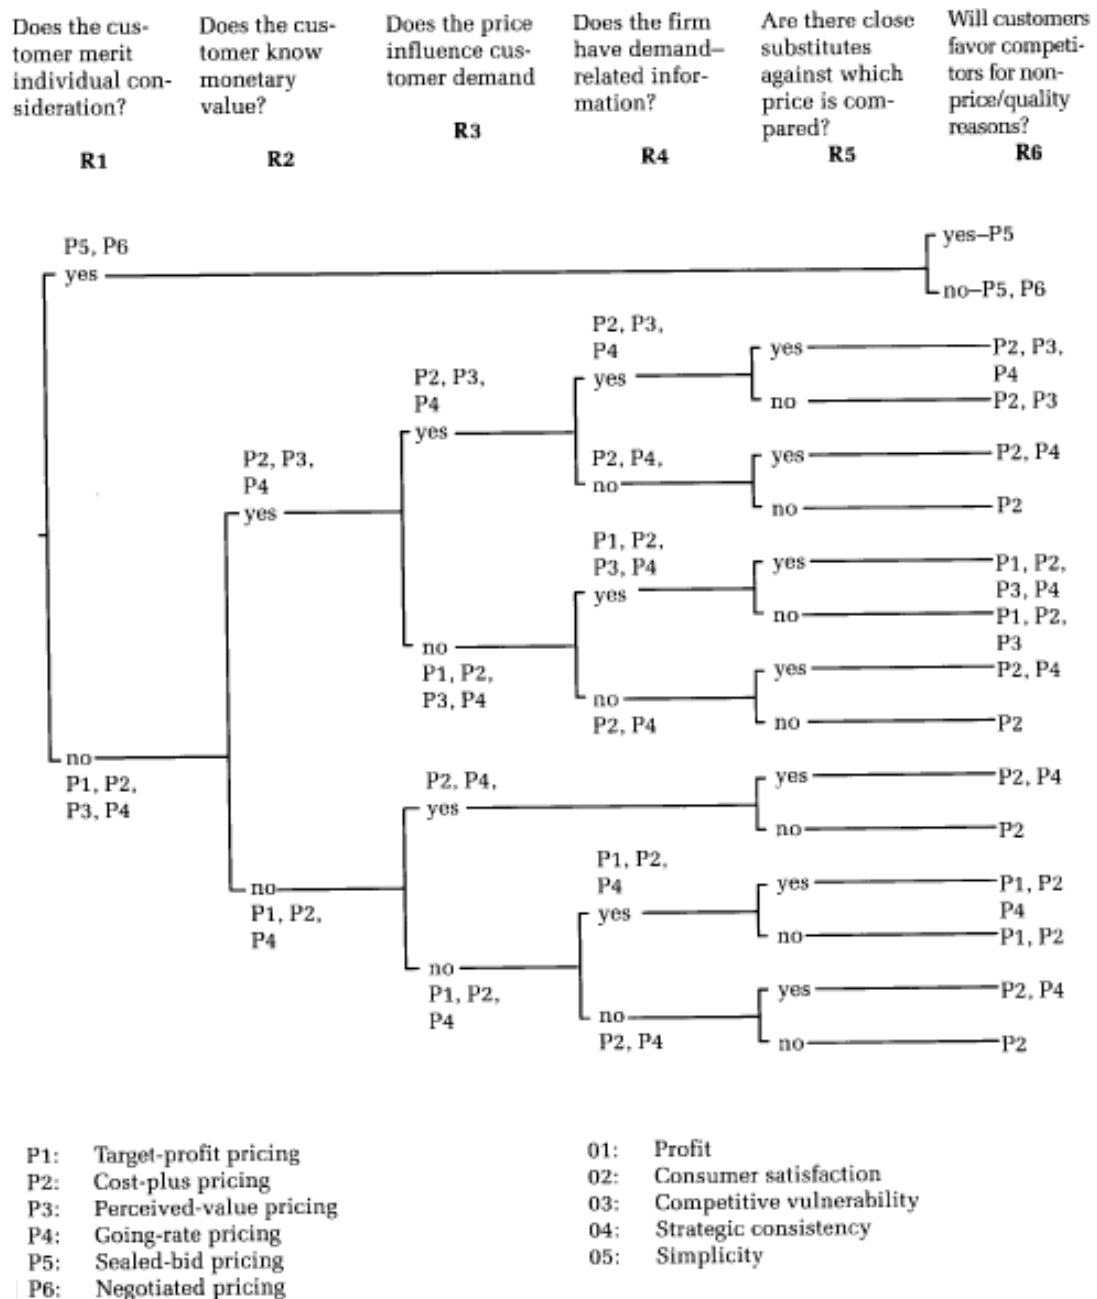 Does the cus-
tomer merit
individual con-
sideration?
R1
Does the cus-
tomer know
monetary
value?
R2
Does the price
influence cus-
tomer demand
R3
Does the firm
have demand–
related infor-
mation?
R4
Are there close
substitutes
against which
price is com-
pared?
R5
Will customers
favor competi-
tors for non-
price/quality
reasons?
R6
P5, P6
yes
yes–P5
no–P5, P6
P2, P3,
P4
yes
yes
P2, P3,
P4
no
P2, P3
P2, P3,
P4
yes
P2, P4,
no
yes
P2, P4
no
P2
P2, P3,
P4
yes
P1, P2,
P3, P4
yes
yes
P1, P2,
P3, P4
no
P1, P2,
P3
no
P1, P2,
P3, P4
no
P2, P4
yes
P2, P4
no
P2
no
P1, P2,
P3, P4
P2, P4,
yes
yes
P2, P4
no
P2
no
P1, P2,
P4
P1, P2,
P4
yes
yes
P1, P2
P4
no
P1, P2
no
P1, P2,
P4
no
P2, P4
yes
P2, P4
no
P2
P1: Target-profit pricing
P2: Cost-plus pricing
P3: Perceived-value pricing
P4: Going-rate pricing
P5: Sealed-bid pricing
P6: Negotiated pricing
01: Profit
02: Consumer satisfaction
03: Competitive vulnerability
04: Strategic consistency
05: Simplicity